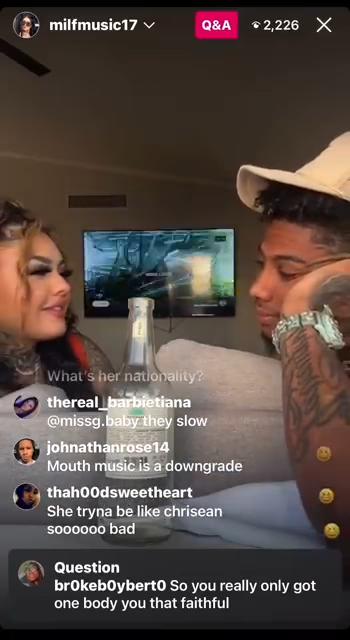 milfmusic17
Q&A
2,226
What's her nationality?
thereal_barbietiana
@missg.baby they slow
johnathanrose14
Mouth music is a downgrade
thah00dsweetheart
She tryna be like chrisean
soooooo bad
Question
br0keb0ybert0 So you really only got
one body you that faithful